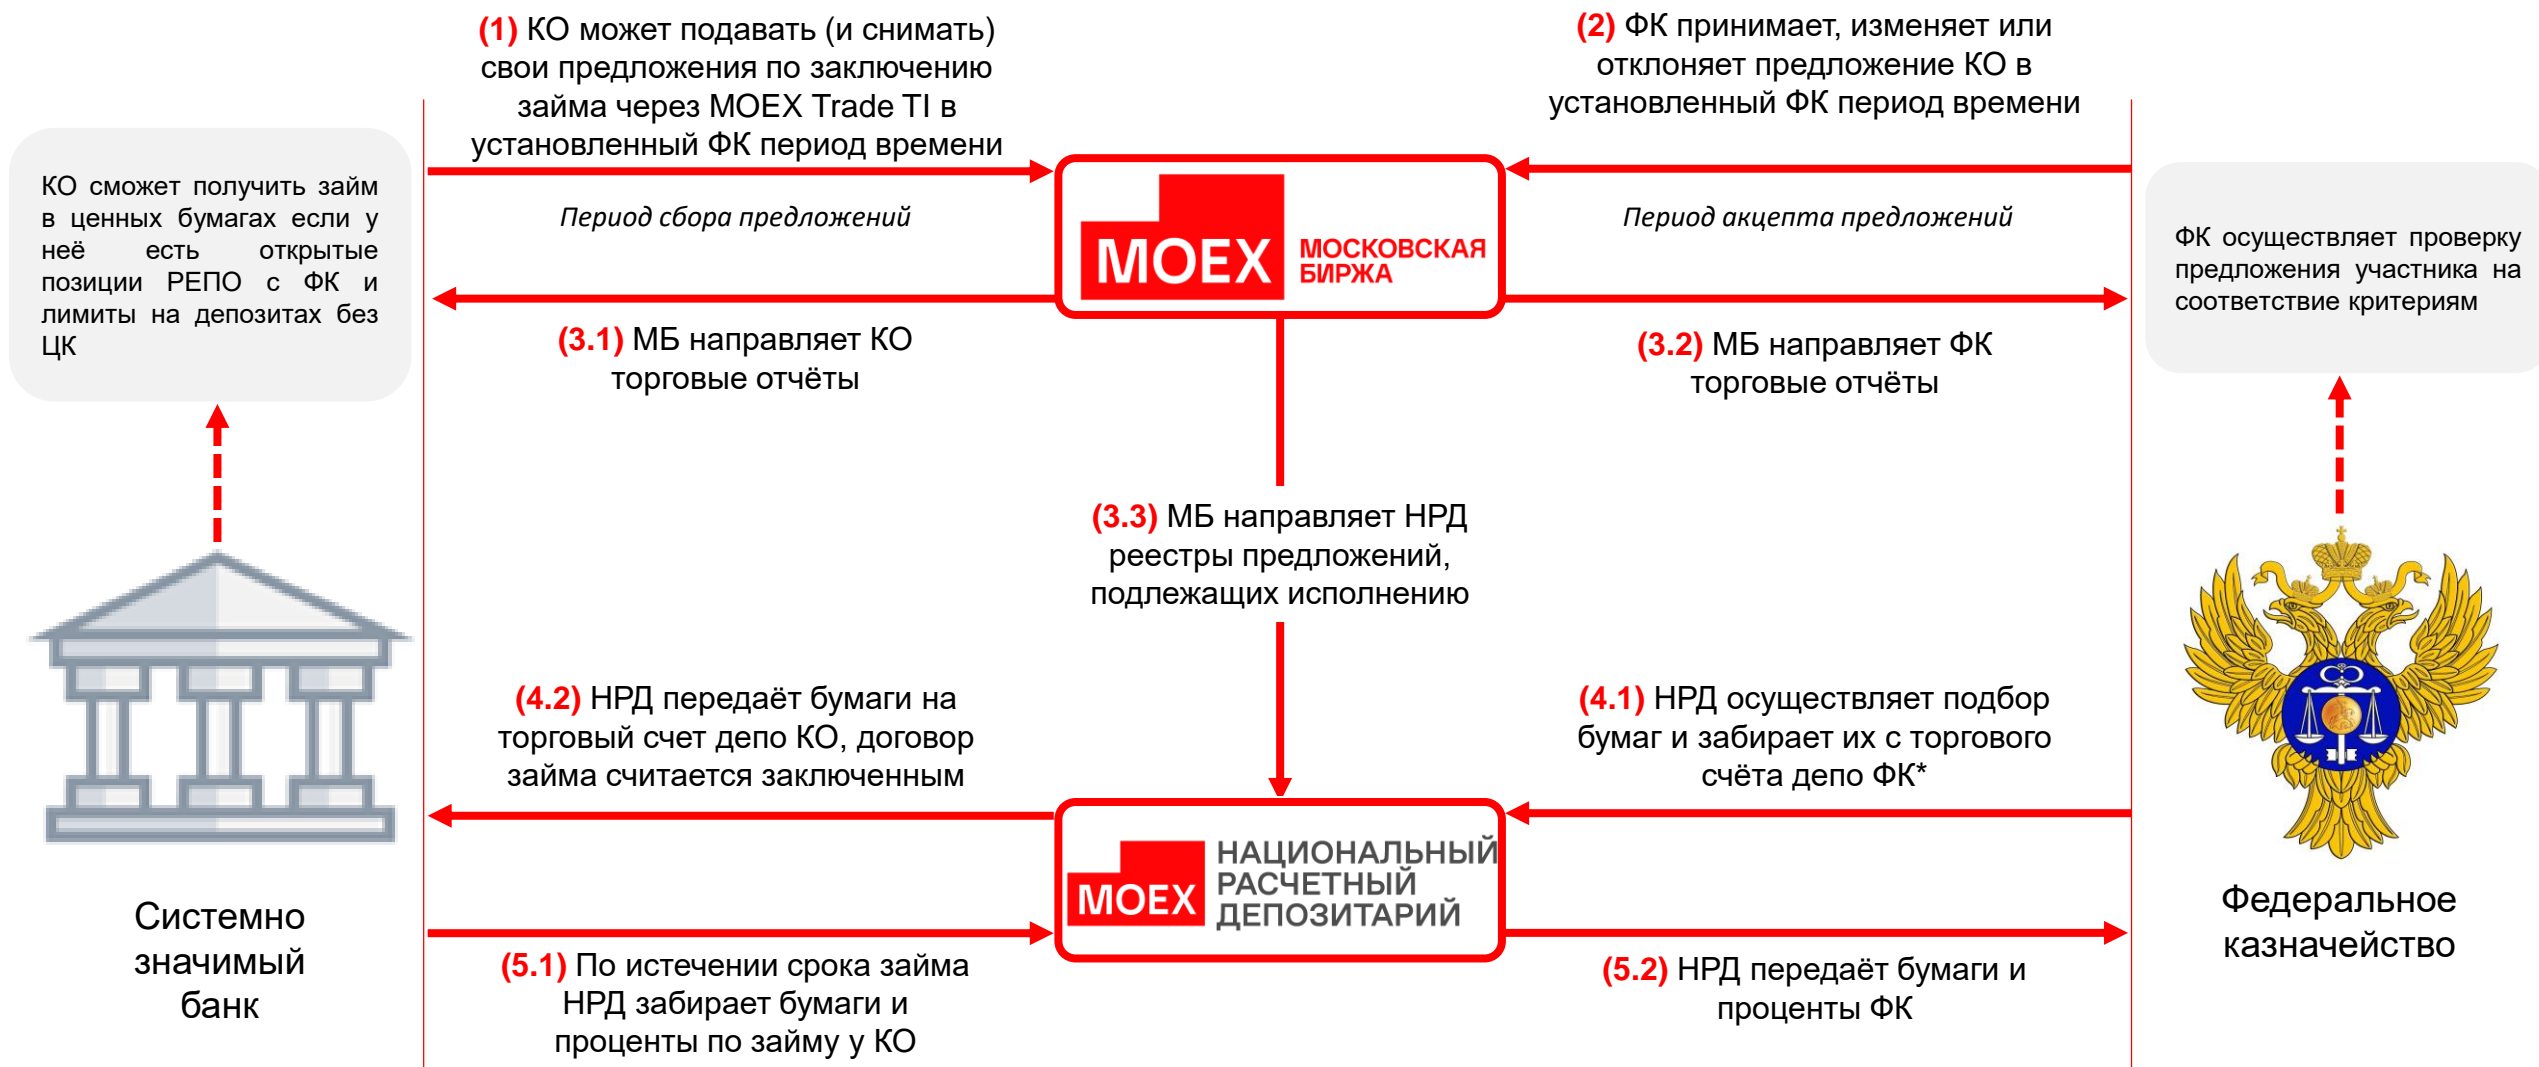 (1) КО может подавать (и снимать)
свои предложения по заключению
займа через MOEX Trade TI в
установленный ФК период времени
(2) ФК принимает, изменяет или
отклоняет предложение КО в
установленный ФК период времени
КО сможет получить займ
в ценных бумагах если у
неё есть открытые
позиции РЕПО с ФК и
лимиты на депозитах без
ЦК
Период сбора предложений
MOEX
МОСКОВСКАЯ
БИРЖА
Период акцепта предложений
ФК осуществляет проверку
предложения участника на
соответствие критериям
(3.1) МБ направляет КО
торговые отчёты
(3.2) МБ направляет ФК
торговые отчёты
(3.3) МБ направляет НРД
реестры предложений,
подлежащих исполнению
(4.2) НРД передаёт бумаги на
торговый счет депо КО, договор
займа считается заключенным
(4.1) НРД осуществляет подбор
бумаг и забирает их с торгового
счёта депо ФК*
MOEX
НАЦИОНАЛЬНЫЙ
РАСЧЕТНЫЙ
ДЕПОЗИТАРИЙ
Системно
значимый
банк
Федеральное
казначейство
(5.1) По истечении срока займа
НРД забирает бумаги и
проценты по займу у КО
(5.2) НРД передаёт бумаги и
проценты ФК